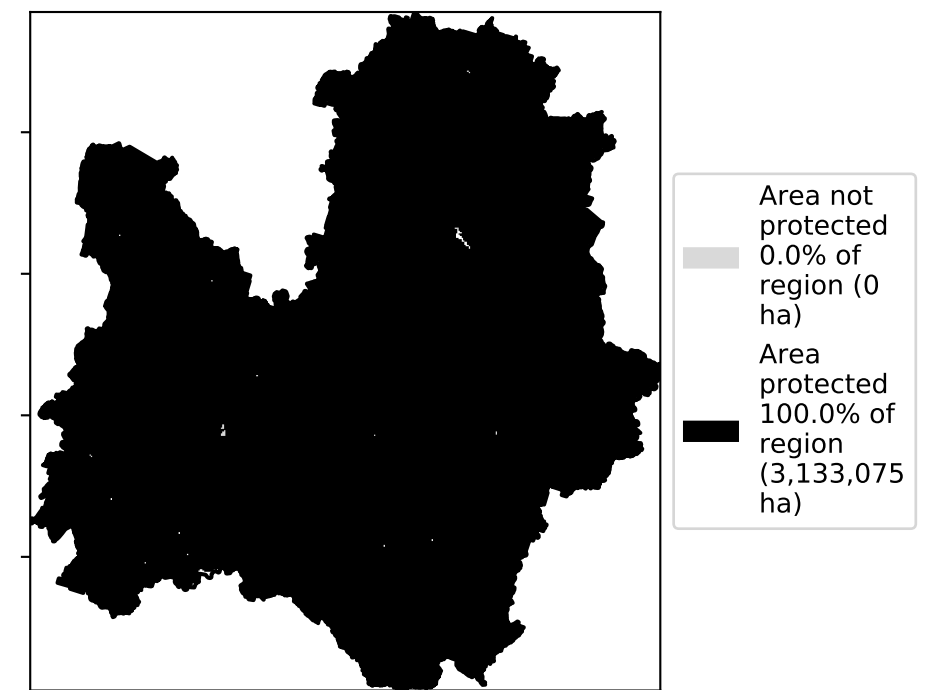 Area not
protected
0.0% of
region (0
ha)
Area
protected
100.0% of
region
(3,133,075
ha)